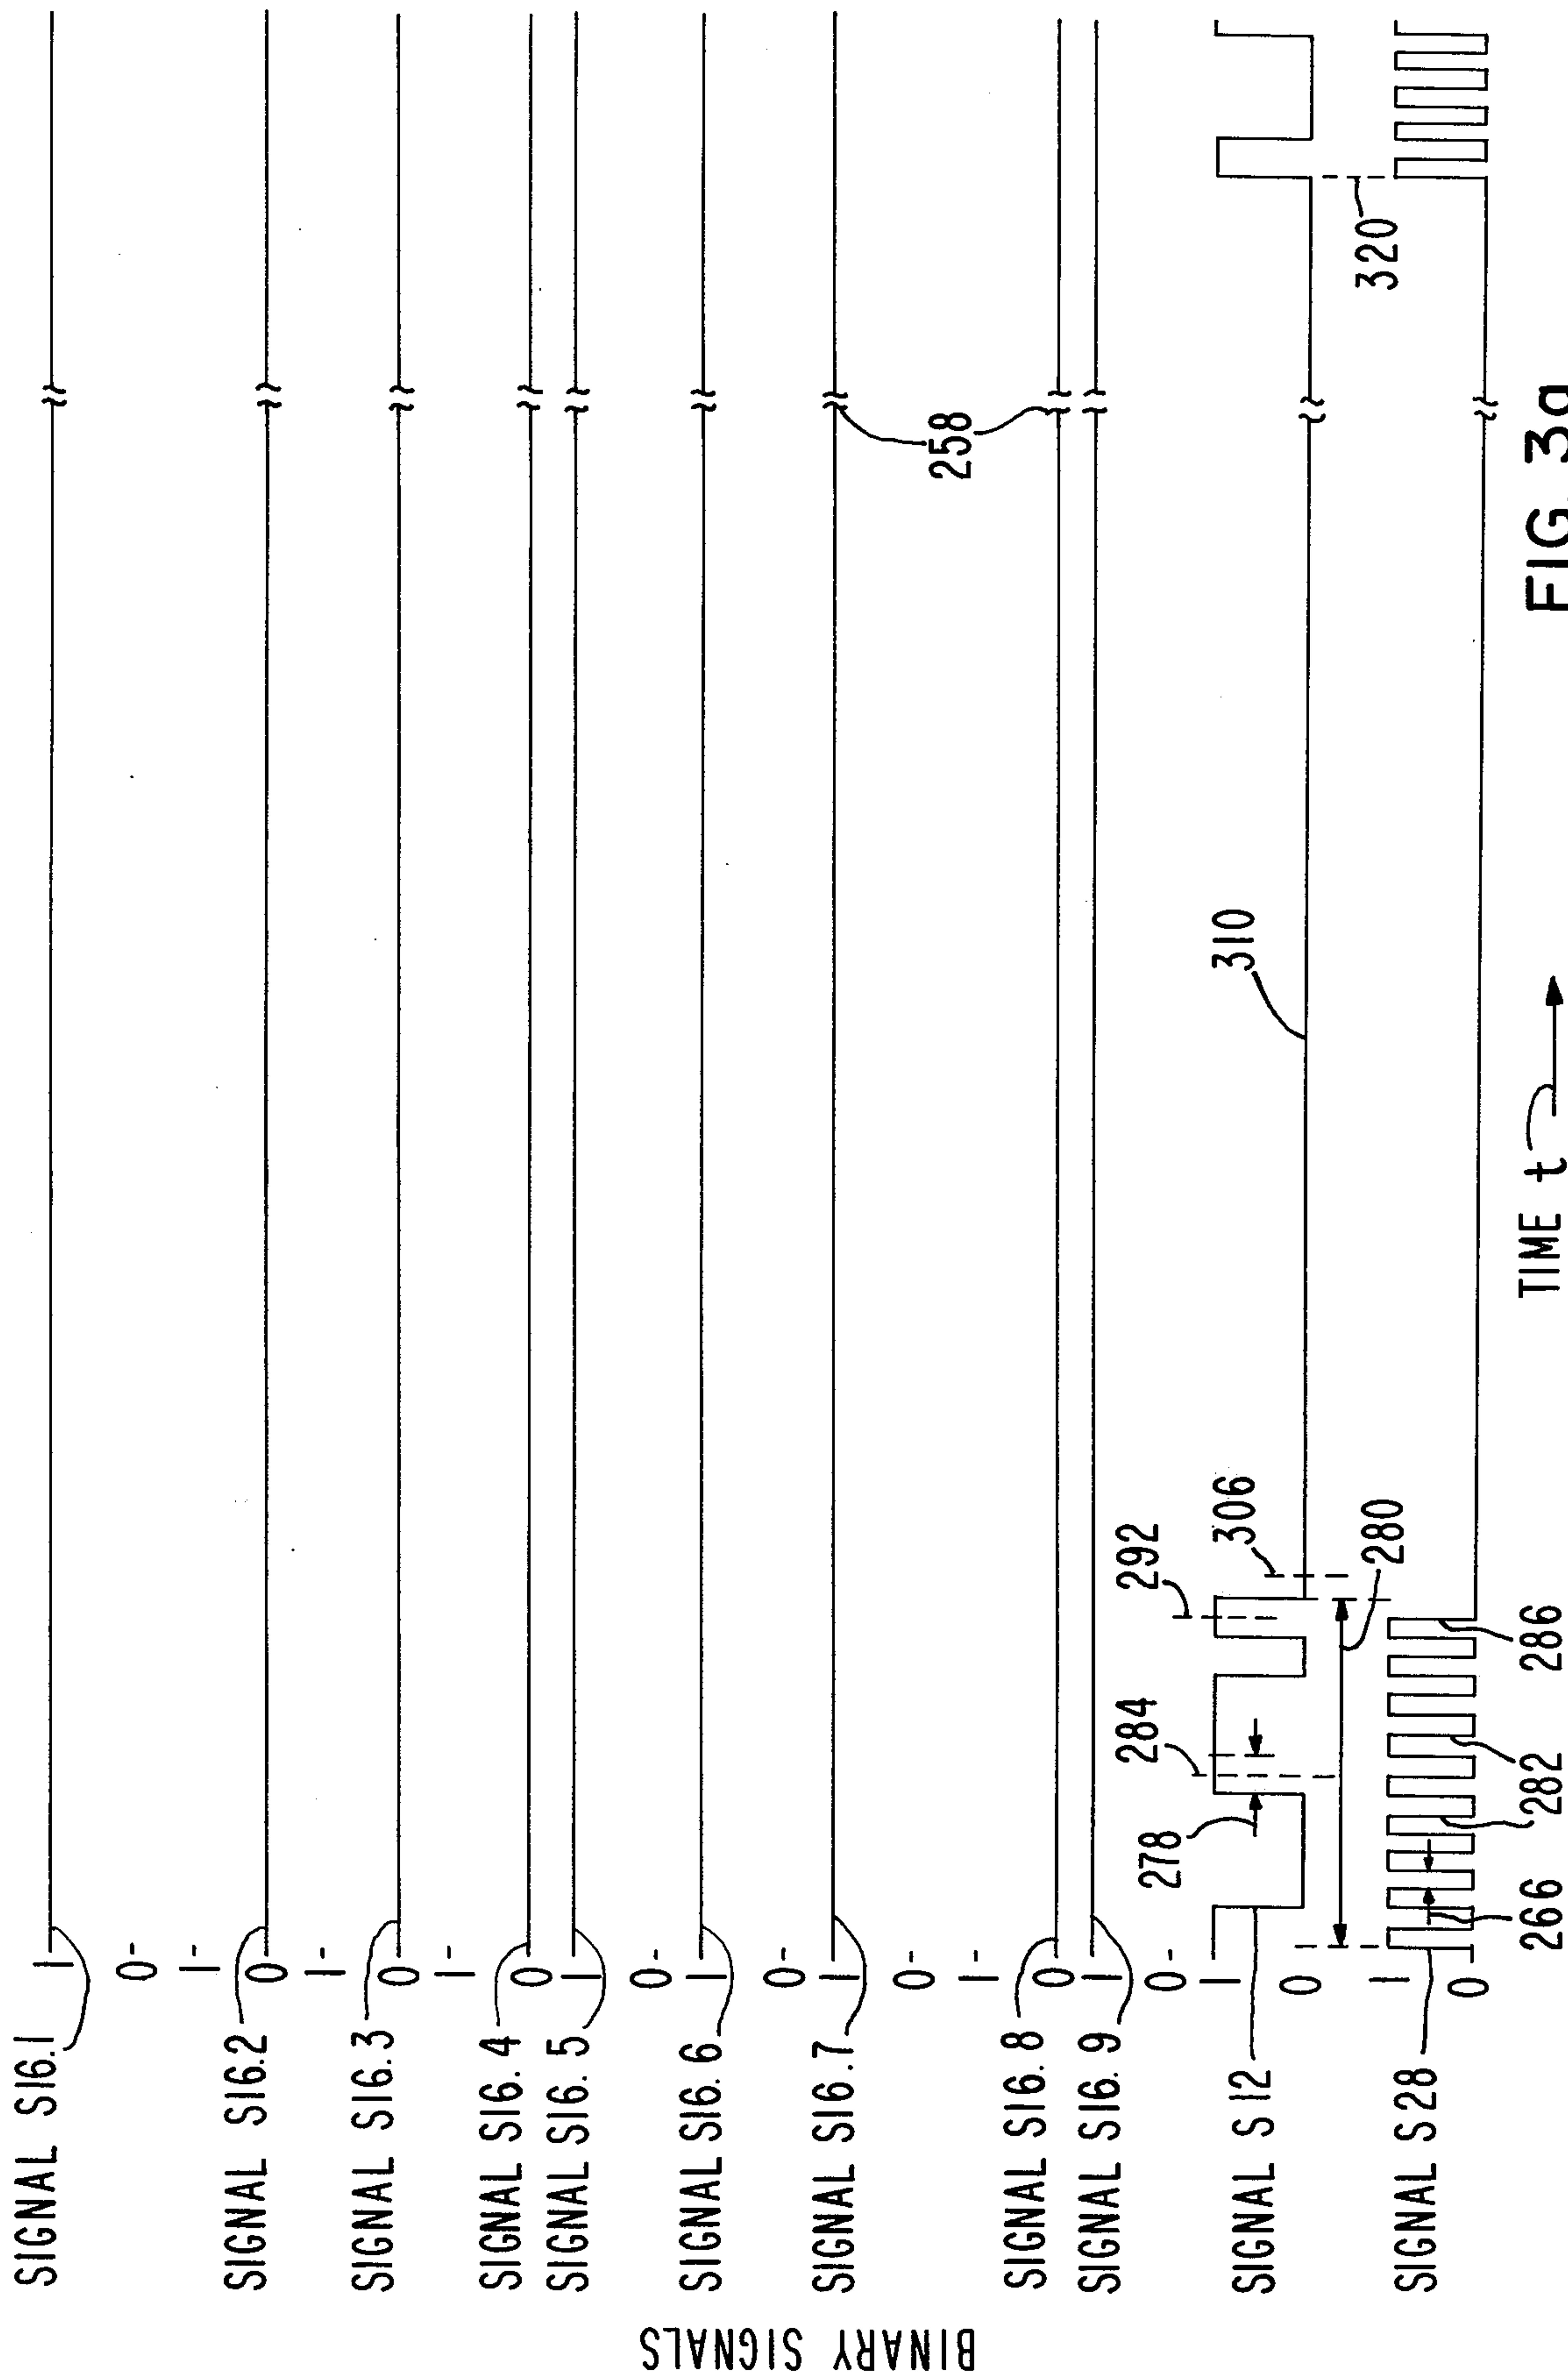 BINARY SIGNALS
SIGNAL S16.1
1
0
SIGNAL S16.2
1
0
SIGNAL S16.3
1
0
SIGNAL S16.4
1
0
SIGNAL S16.5
1
0
SIGNAL S16.6
1
0
SIGNAL S16.7
1
0
258
SIGNAL S16.8
1
0
SIGNAL S16.9
1
0
SIGNAL S12
1
0
278
284
292
306
310
280
320
SIGNAL S28
1
0
266
282
286
TIME t
FIG. 3a